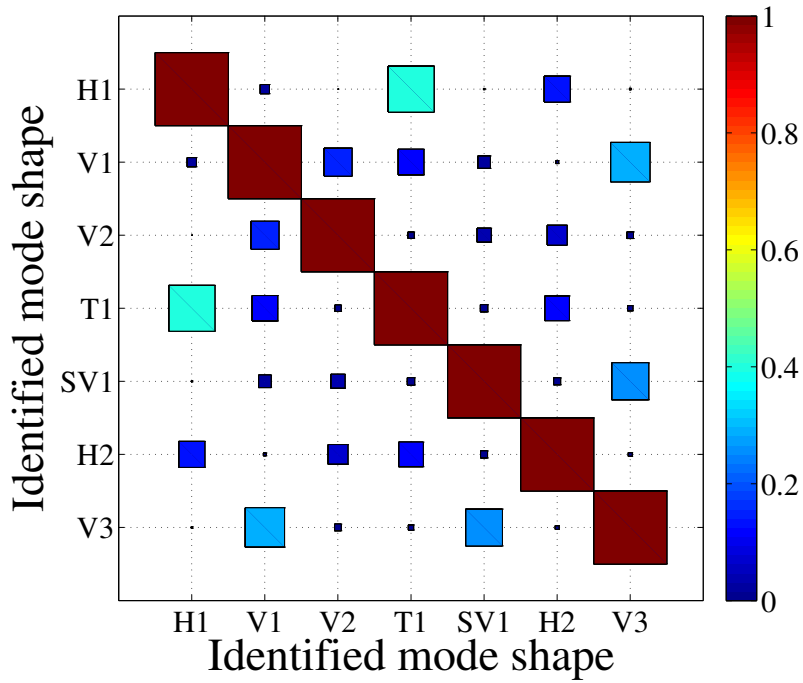 Identified mode shape
H1
V1
V2
T1
SV1
H2
V3
H1 V1 V2 T1 SV1 H2 V3
Identified mode shape
1
0.8
0.6
0.4
0.2
0